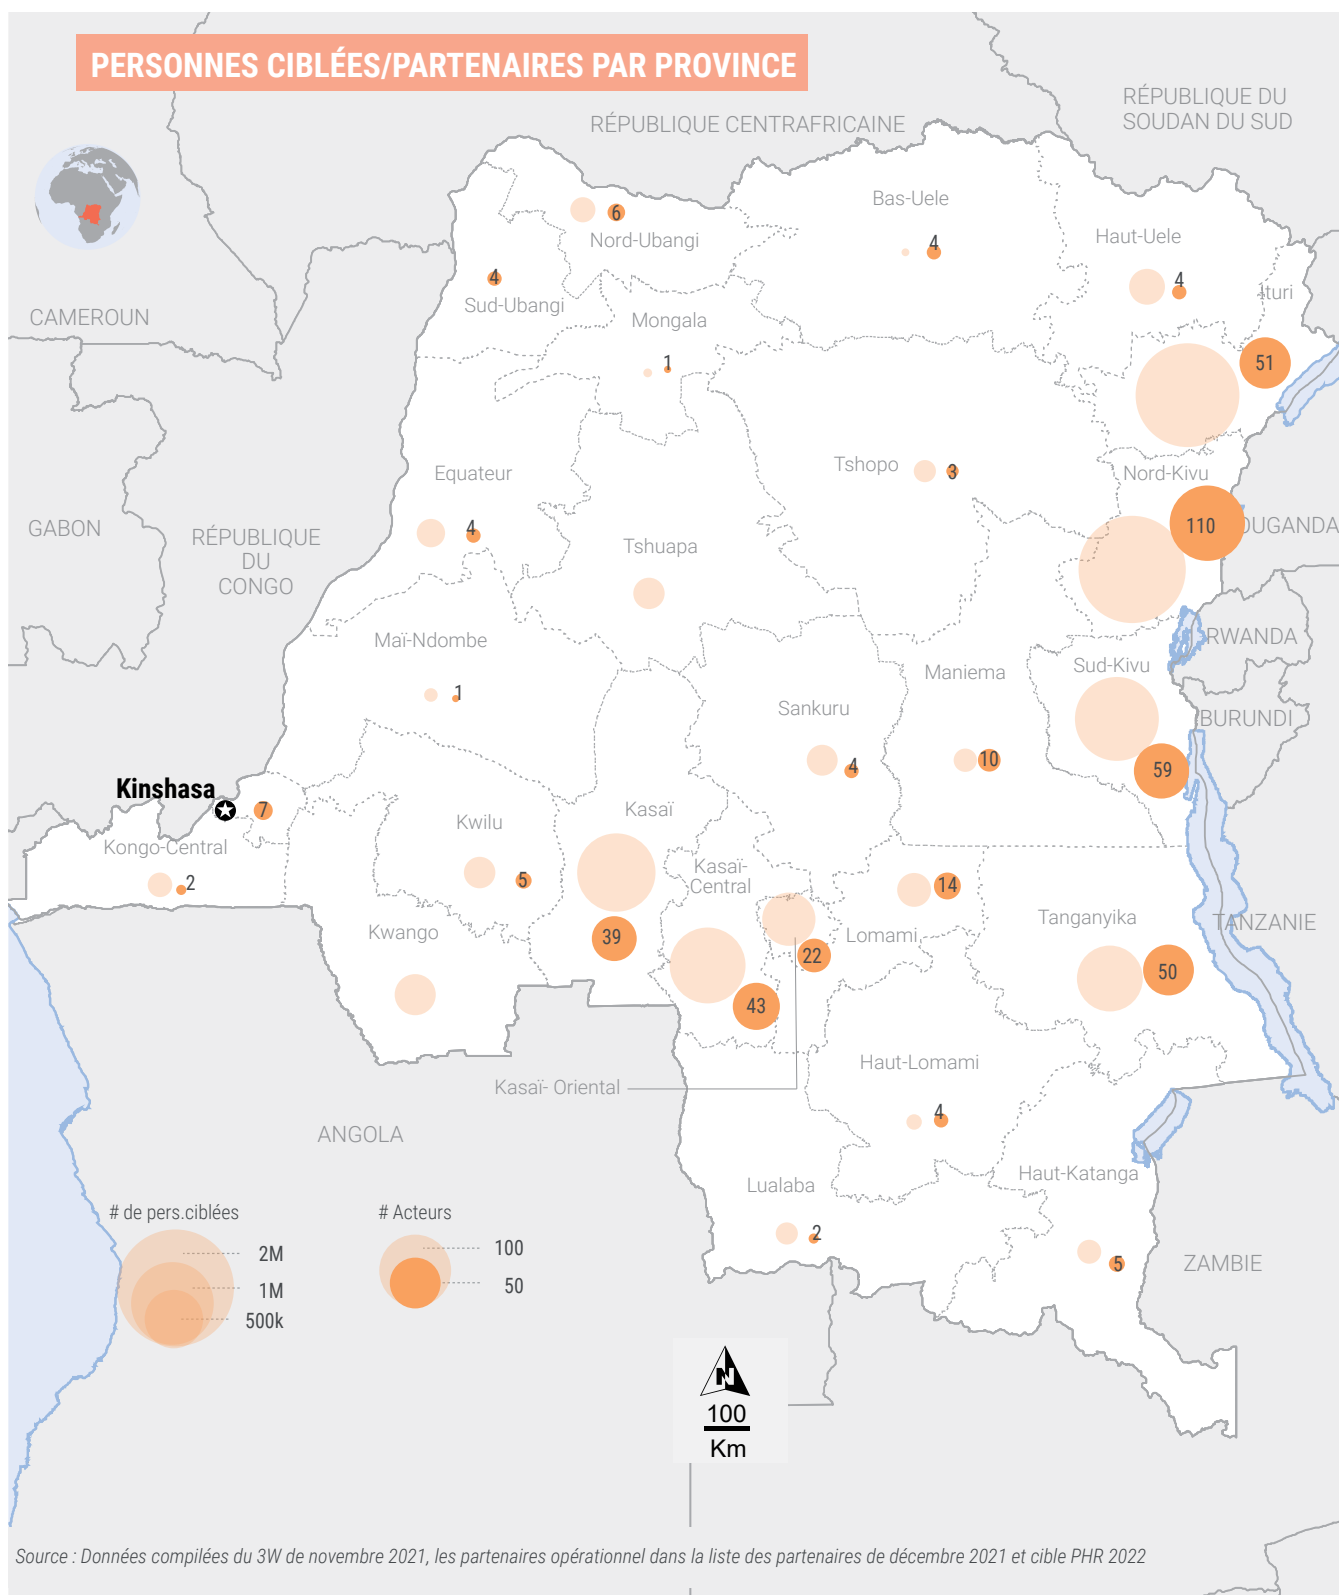 PERSONNES CIBLÉES/PARTENAIRES PAR PROVINCE
RÉPUBLIQUE DU
SOUDAN DU SUD
RÉPUBLIQUE CENTRAFRICAINE
Bas-Uele
4
Haut-Uele
4
Ituri
51
6
Nord-Ubangi
4
Sud-Ubangi
Mongala
1
CAMEROUN
Equateur
4
Tshopo
3
Nord-Kivu
110
OUGANDA
GABON
RÉPUBLIQUE
DU
CONGO
Tshuapa
Maï-Ndombe
1
RWANDA
Sud-Kivu
59
BURUNDI
Maniema
10
Sankuru
4
Kinshasa
7
Kongo-Central
2
Kwilu
5
Kasaï
39
Kasaï-
Central
43
14
Lomami
22
Kwango
Tanganyika
50
TANZANIE
Kasaï- Oriental
Haut-Lomami
4
ANGOLA
Haut-Katanga
5
Lualaba
2
ZAMBIE
# de pers.ciblées
2M
1M
500k
# Acteurs
100
50
N
100
Km
Source : Données compilées du 3W de novembre 2021, les partenaires opérationnel dans la liste des partenaires de décembre 2021 et cible PHR 2022